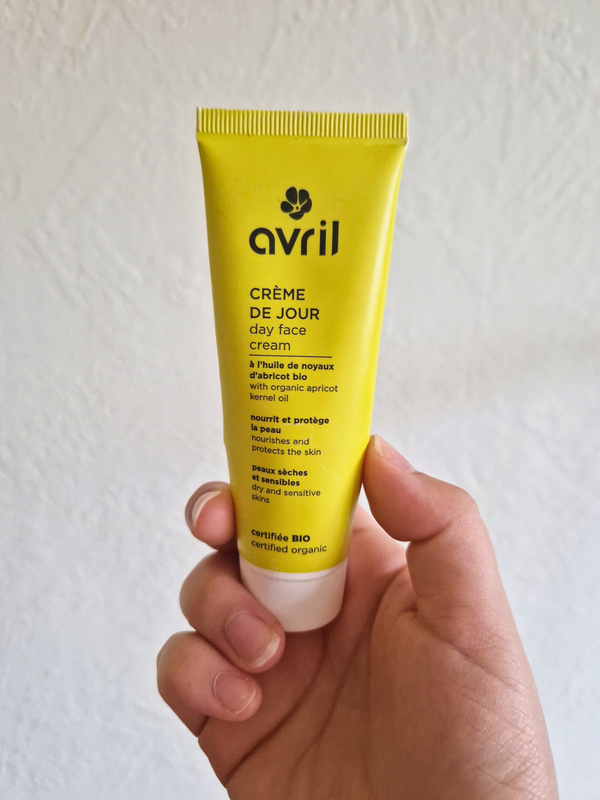 avril
CRÈME
DE JOUR
day face
cream
à l'huile de noyaux
d'abricot bio
with organic apricot
kernel oil
nourrit et protège
la peau
nourishes and
protects the skin
peaux sèches
et sensibles
dry and sensitive
skins
certifiée BIO
certified organic